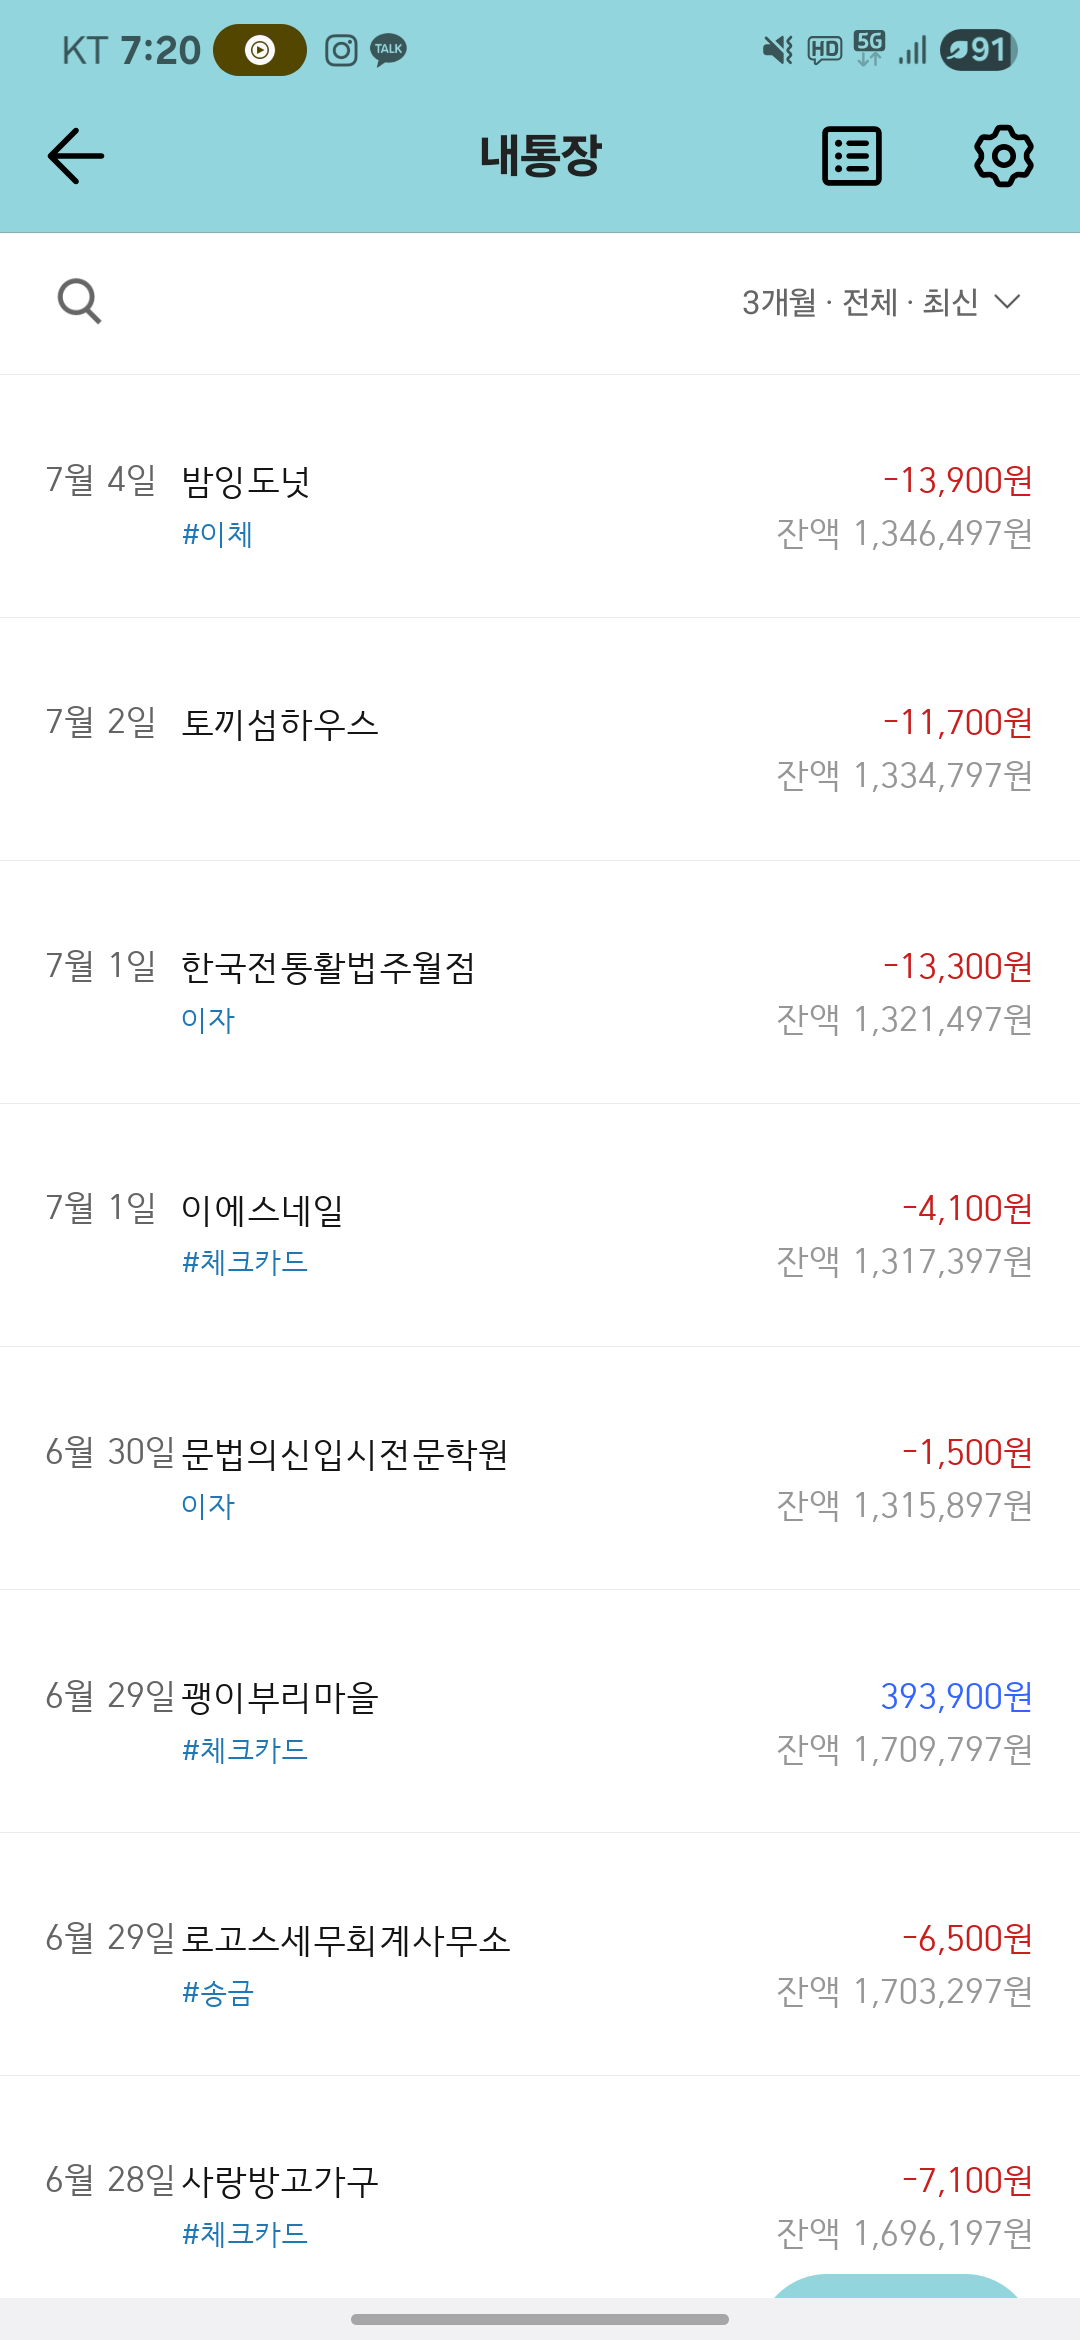 KT 7:20 TALK HD 5G 91
내통장
3개월 · 전체 · 최신
7월 4일 밤잉도넛 -13,900원
#이체 잔액 1,346,497원
7월 2일 토끼섬하우스 -11,700원
잔액 1,334,797원
7월 1일 한국전통활법주월점 -13,300원
이자 잔액 1,321,497원
7월 1일 이에스네일 -4,100원
#체크카드 잔액 1,317,397원
6월 30일 문법의신입시전문학원 -1,500원
이자 잔액 1,315,897원
6월 29일 괭이부리마을 393,900원
#체크카드 잔액 1,709,797원
6월 29일 로고스세무회계사무소 -6,500원
#송금 잔액 1,703,297원
6월 28일 사랑방고가구 -7,100원
#체크카드 잔액 1,696,197원